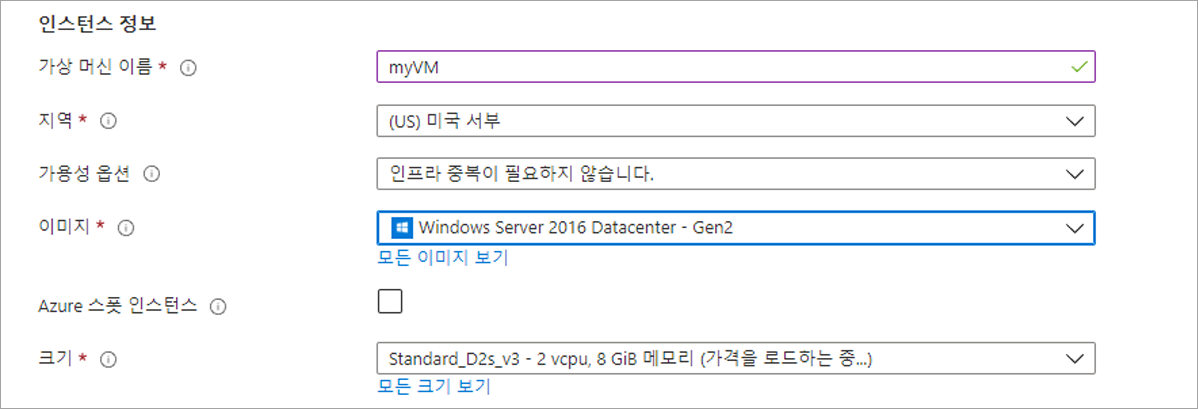 인스턴스 정보
가상 머신 이름 * myVM
지역 * (US) 미국 서부
가용성 옵션 인프라 중복이 필요하지 않습니다.
이미지 * Windows Server 2016 Datacenter - Gen2
모든 이미지 보기
Azure 스폿 인스턴스
크기 * Standard_D2s_v3 - 2 vcpu, 8 GiB 메모리 (가격을 로드하는 중...)
모든 크기 보기